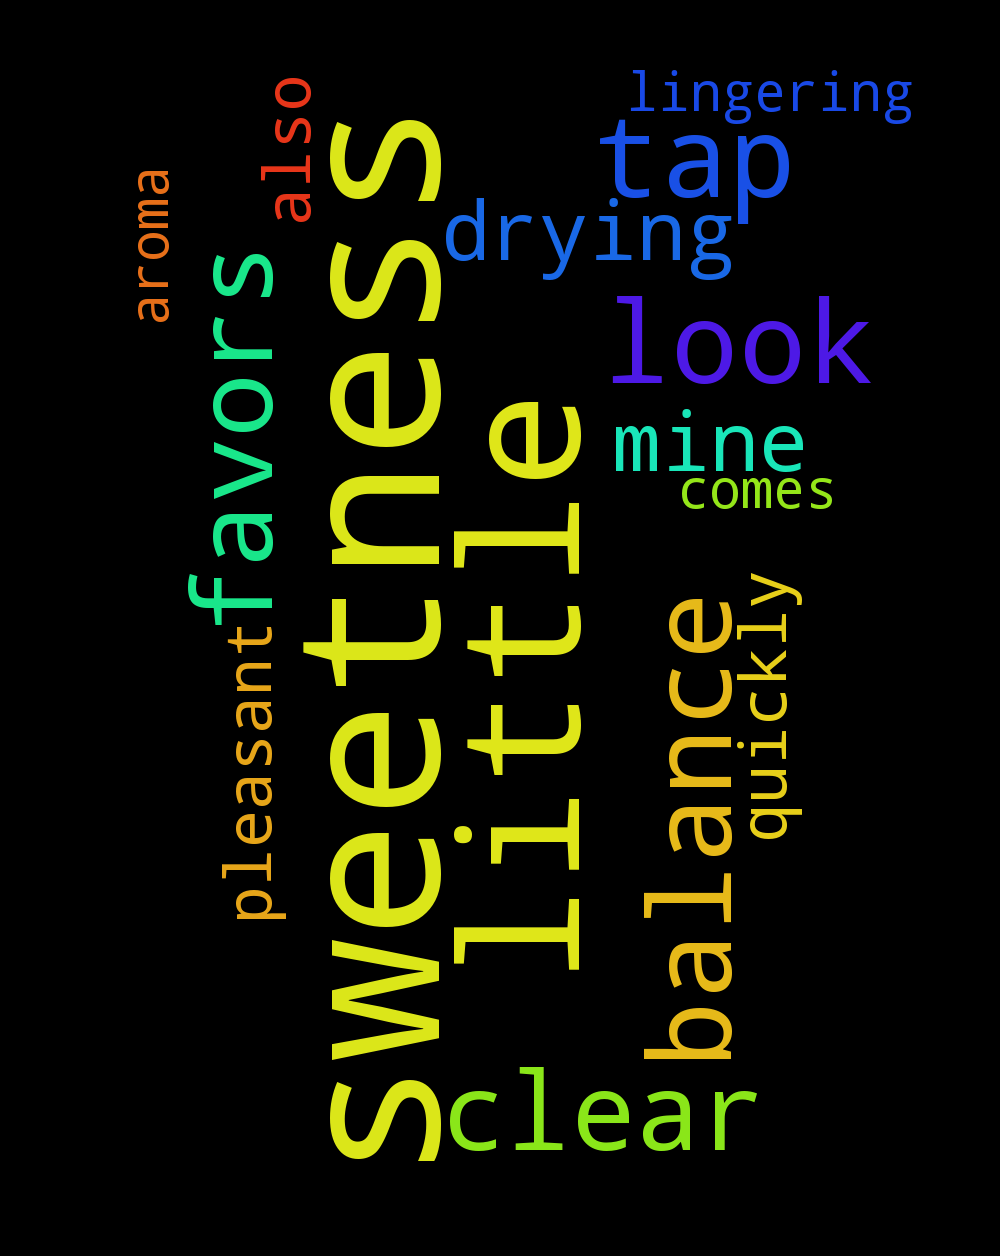 lingering
also
tap
aroma
drying
favors
sweetness
look
little
mine
comes
quickly
balance
pleasant
clear